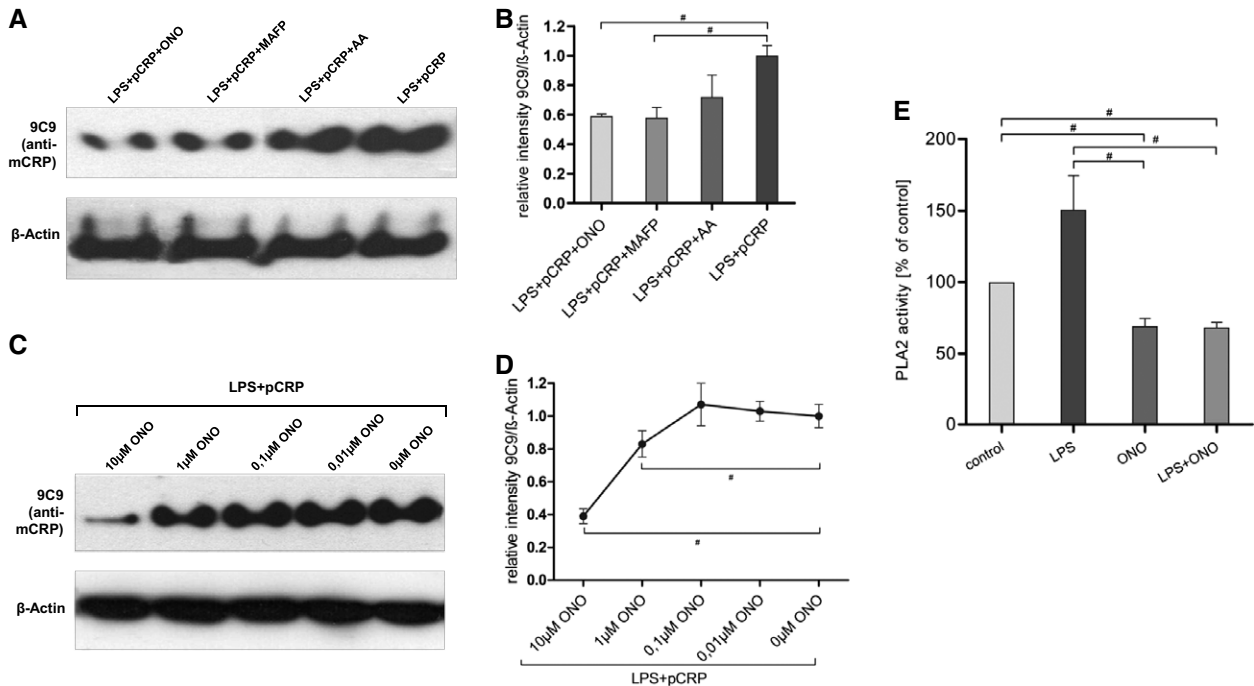 A
LPS+pCRP+ONO
LPS+pCRP+MAFP
LPS+pCRP+AA
LPS+pCRP
9C9
(anti-
mCRP)
β-Actin
B
relative intensity 9C9/ß-Actin
1.2
1.0
0.8
0.6
0.4
0.2
0.0
#
#
LPS+pCRP+ONO
LPS+pCRP+MAFP
LPS+pCRP+AA
LPS+pCRP
C
LPS+pCRP
10µM ONO
1µM ONO
0,1µM ONO
0,01µM ONO
0µM ONO
9C9
(anti-
mCRP)
β-Actin
D
relative intensity 9C9/ß-Actin
1.2
1.0
0.8
0.6
0.4
0.2
0.0
#
#
10µM ONO
1µM ONO
0,1µM ONO
0,01µM ONO
0µM ONO
LPS+pCRP
E
PLA2 activity [% of control]
200
150
100
50
0
#
#
#
#
control
LPS
ONO
LPS+ONO